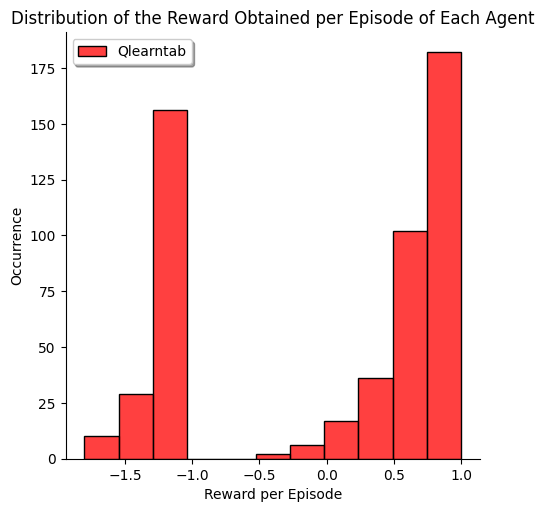 Distribution of the Reward Obtained per Episode of Each Agent
Qlearntab
175
150
125
100
75
50
25
0
Occurrence
−1.5 −1.0 −0.5 0.0 0.5 1.0
Reward per Episode